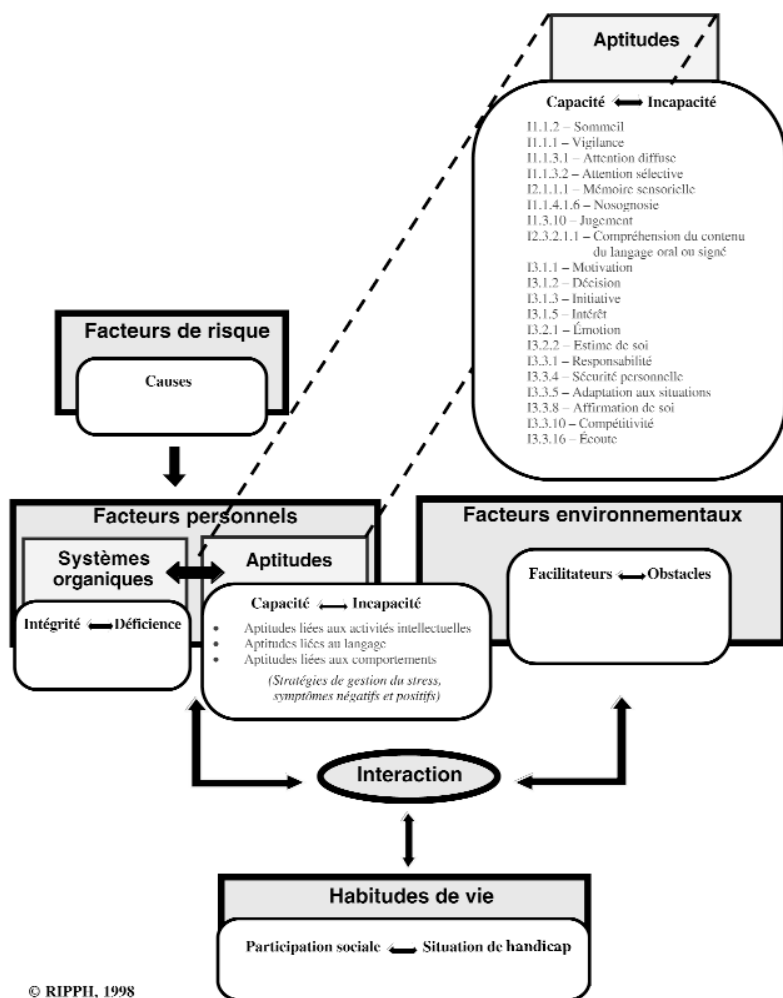 Aptitudes
Capacité Incapacité
I1.1.2 – Sommeil
I1.1.1 – Vigilance
I1.1.3.1 – Attention diffuse
I1.1.3.2 – Attention sélective
I2.1.1.1 – Mémoire sensorielle
I1.1.4.1.6 – Nosognosie
I1.3.10 – Jugement
I2.3.2.1.1 – Compréhension du contenu
du langage oral ou signé
I3.1.1 – Motivation
I3.1.2 – Décision
I3.1.3 – Initiative
I3.1.5 – Intérêt
I3.2.1 – Émotion
I3.2.2 – Estime de soi
I3.3.1 – Responsabilité
I3.3.4 – Sécurité personnelle
I3.3.5 – Adaptation aux situations
I3.3.8 – Affirmation de soi
I3.3.10 – Compétitivité
I3.3.16 – Écoute
Facteurs de risque
Causes
Facteurs personnels
Systèmes
organiques
Aptitudes
Intégrité Déficience
Capacité Incapacité
• Aptitudes liées aux activités intellectuelles
• Aptitudes liées au langage
• Aptitudes liées aux comportements
(Stratégies de gestion du stress,
symptômes négatifs et positifs)
Facteurs environnementaux
Facilitateurs Obstacles
Interaction
Habitudes de vie
Participation sociale Situation de handicap
© RIPPH, 1998